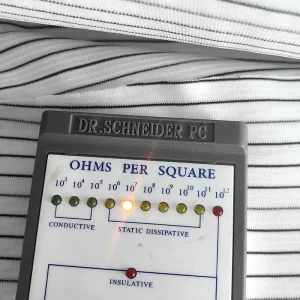 DR.SCHNEIDER PC
OHMS PER SQUARE
10³ 10⁴ 10⁵ 10⁶ 10⁷ 10⁸ 10⁹ 10¹⁰ 10¹¹ 10¹²
CONDUCTIVE STATIC DISSIPATIVE
INSULATIVE